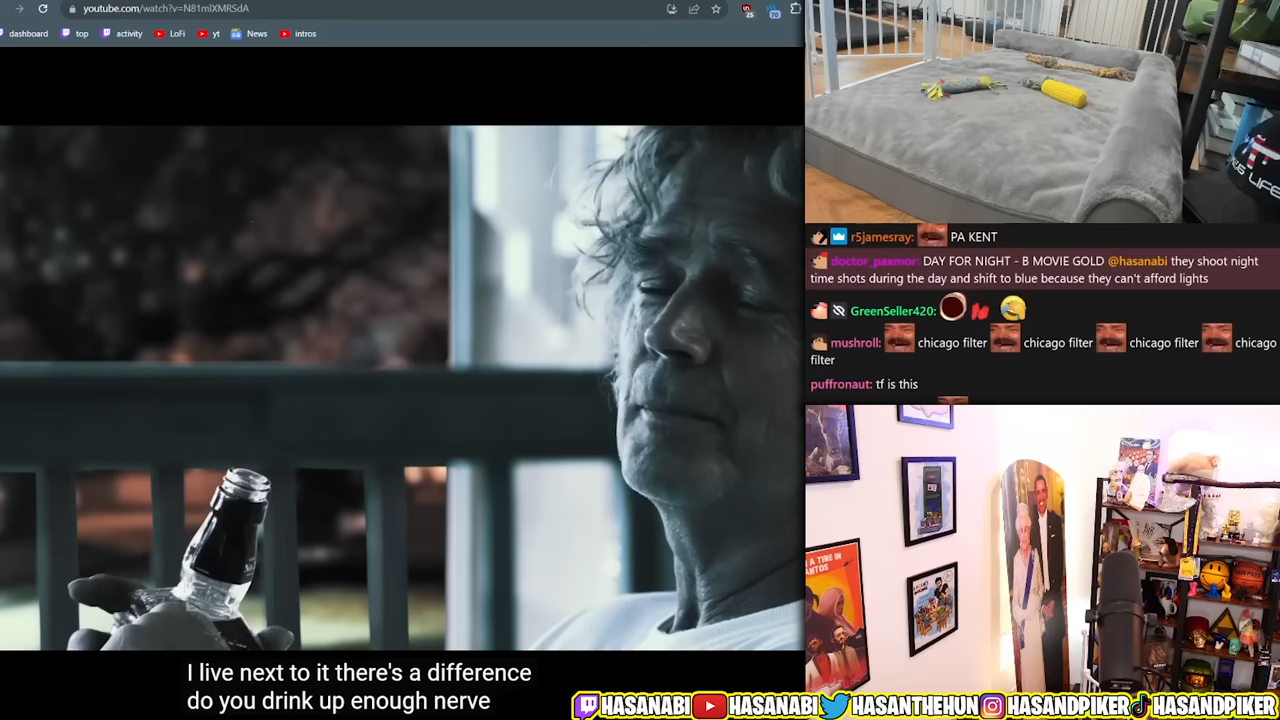 youtube.com/watch?v=N81mlXMRSdA
25
70
dashboard
top
activity
LoFi
yt
News
intros
r5jamesray: PA KENT
doctor_paxmor: DAY FOR NIGHT - B MOVIE GOLD @hasanabi they shoot night
time shots during the day and shift to blue because they can't afford lights
GreenSeller420:
mushroll: chicago filter chicago filter chicago filter chicago
filter
puffronaut: tf is this
I live next to it there's a difference
do you drink up enough nerve
HASANABI HASANABI HASANTHEHUN HASANDPIKER HASANDPIKER